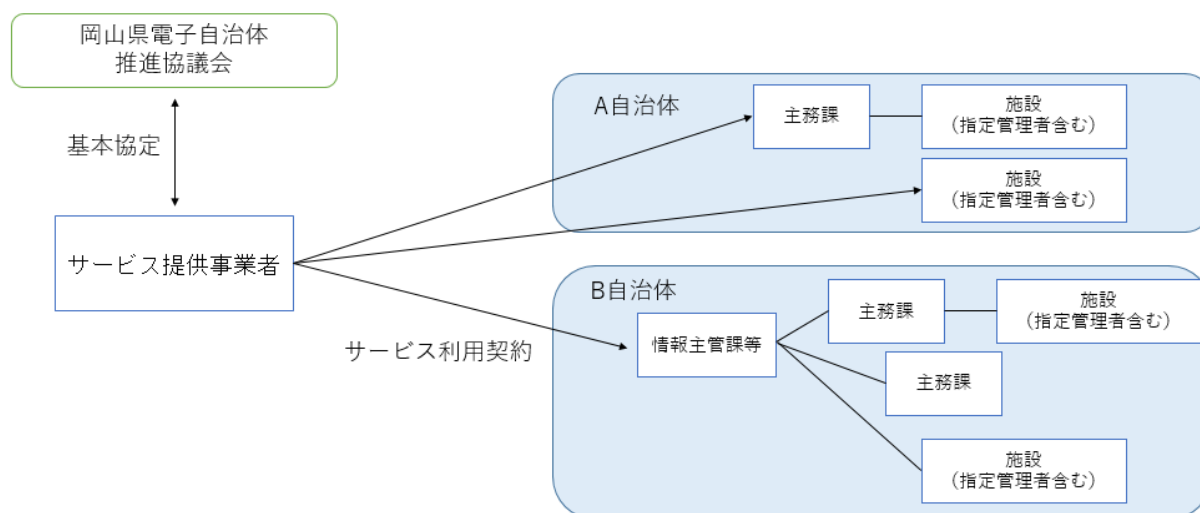 岡山県電子自治体
推進協議会
基本協定
サービス提供事業者
サービス利用契約
A自治体
主務課
施設
（指定管理者含む）
施設
（指定管理者含む）
B自治体
情報主管課等
主務課
施設
（指定管理者含む）
主務課
施設
（指定管理者含む）